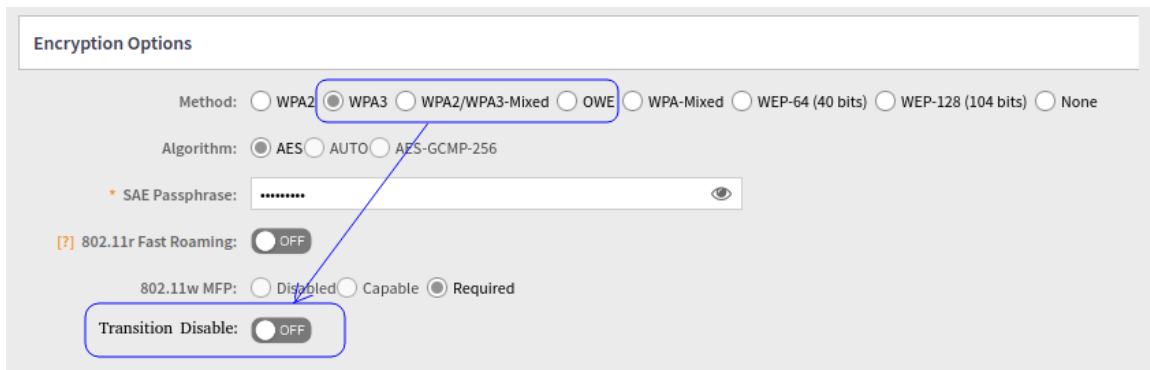 Encryption Options
Method: WPA2 WPA3 WPA2/WPA3-Mixed OWE WPA-Mixed WEP-64 (40 bits) WEP-128 (104 bits) None
Algorithm: AES AUTO AES-GCMP-256
* SAE Passphrase: •••••••••
[?] 802.11r Fast Roaming: OFF
802.11w MFP: Disabled Capable Required
Transition Disable: OFF